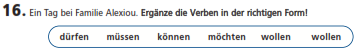 16. Ein Tag bei Familie Alexiou. Ergänze die Verben in der richtigen Form!
dürfen müssen können möchten wollen wollen